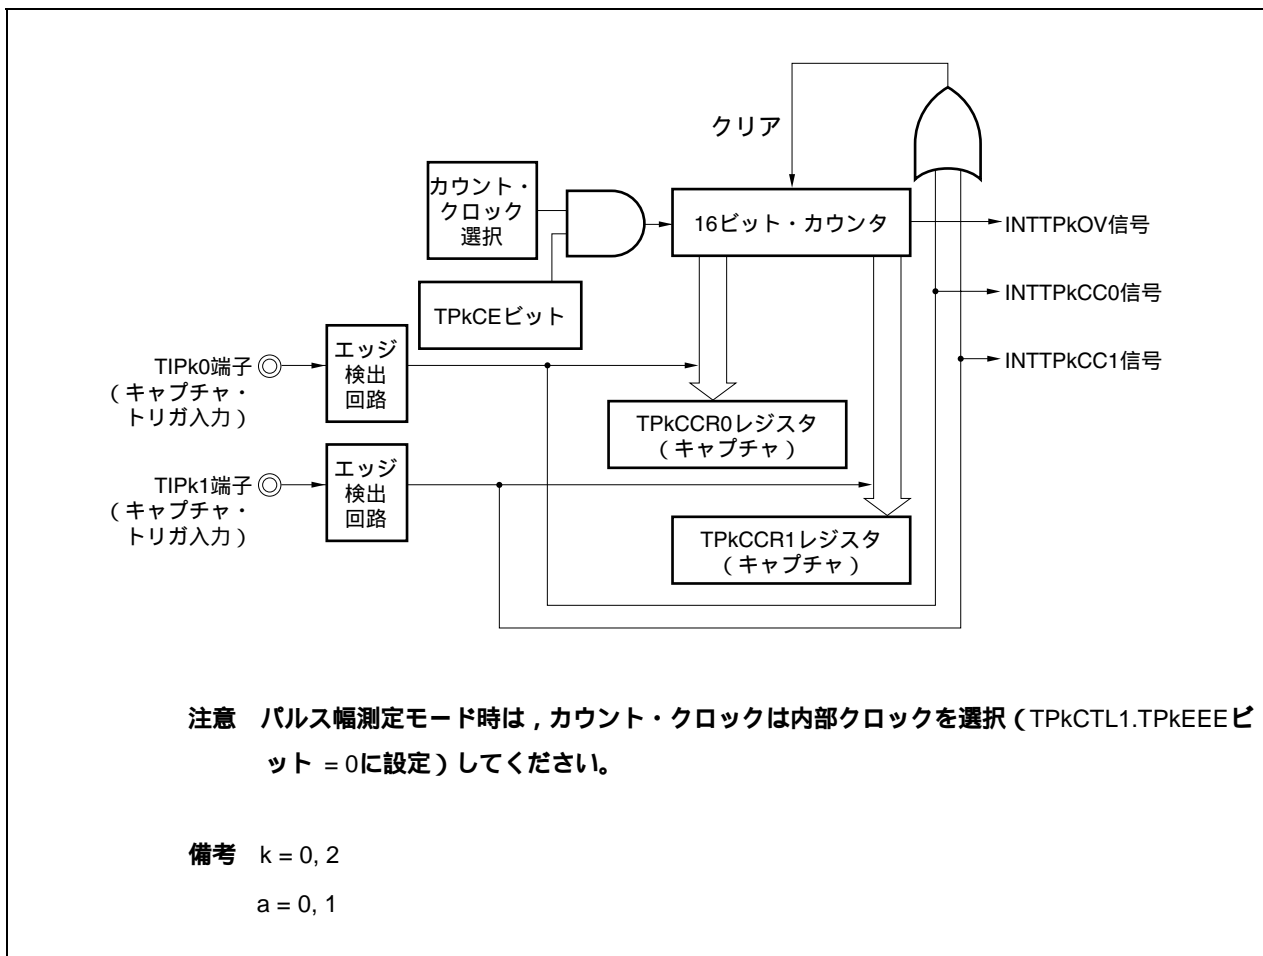 クリア
カウント・
クロック
選択
16ビット・カウンタ
INTTPkOV信号
INTTPkCC0信号
TPkCEビット
INTTPkCC1信号
TIPk0端子
（キャプチャ・
トリガ入力）
エッジ
検出
回路
TPkCCR0レジスタ
（キャプチャ）
TIPk1端子
（キャプチャ・
トリガ入力）
エッジ
検出
回路
TPkCCR1レジスタ
（キャプチャ）
注意 パルス幅測定モード時は，カウント・クロックは内部クロックを選択（TPkCTL1.TPkEEEビ
ット = 0に設定）してください。
備考 k = 0, 2
a = 0, 1